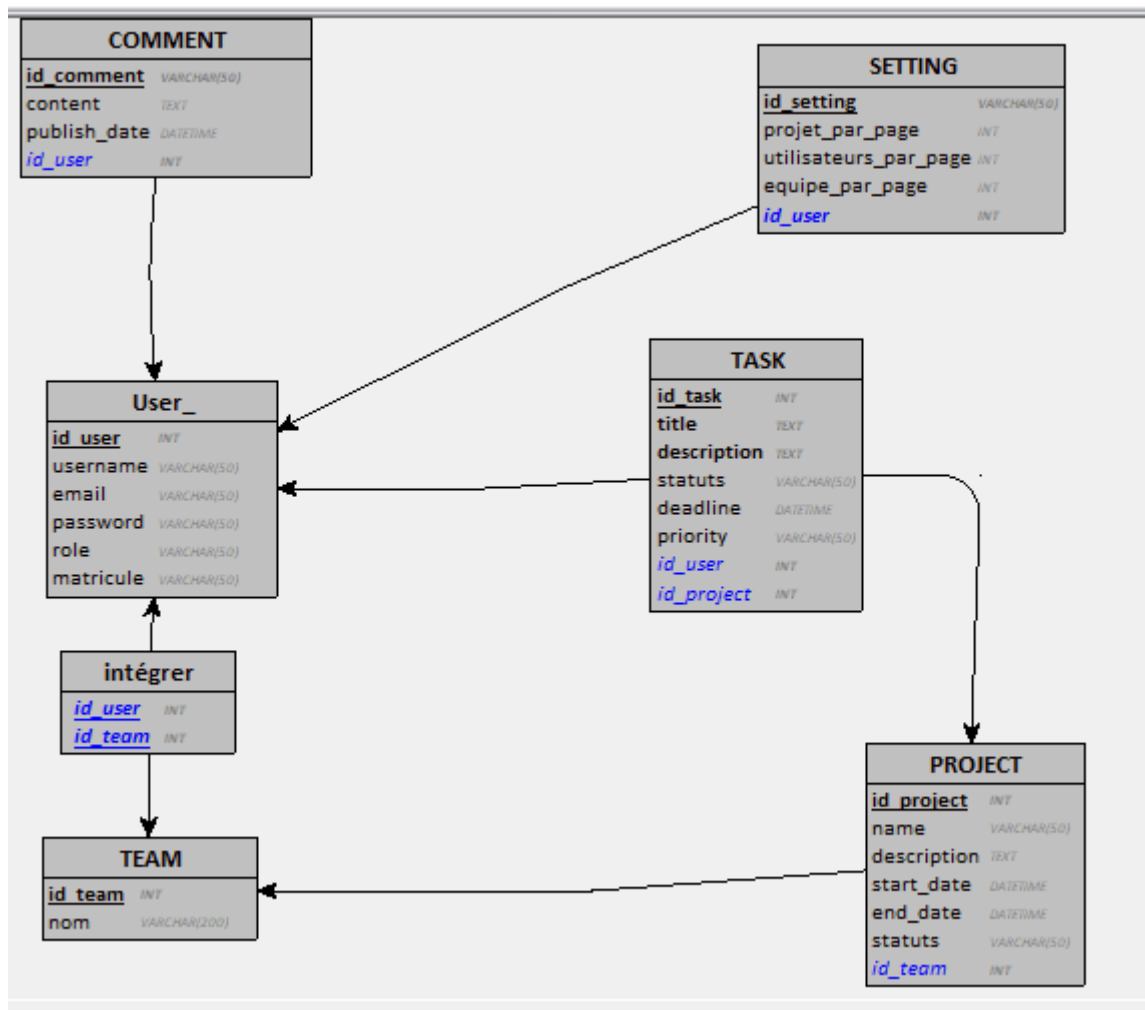 COMMENT
id_comment VARCHAR(50)
content TEXT
publish_date DATETIME
id_user INT
SETTING
id_setting VARCHAR(50)
projet_par_page INT
utilisateurs_par_page INT
equipe_par_page INT
id_user INT
User_
id_user INT
username VARCHAR(50)
email VARCHAR(50)
password VARCHAR(50)
role VARCHAR(50)
matricule VARCHAR(50)
TASK
id_task INT
title TEXT
description TEXT
statuts VARCHAR(50)
deadline DATETIME
priority VARCHAR(50)
id_user INT
id_project INT
intégrer
id_user INT
id_team INT
TEAM
id_team INT
nom VARCHAR(200)
PROJECT
id_project INT
name VARCHAR(50)
description TEXT
start_date DATETIME
end_date DATETIME
statuts VARCHAR(50)
id_team INT